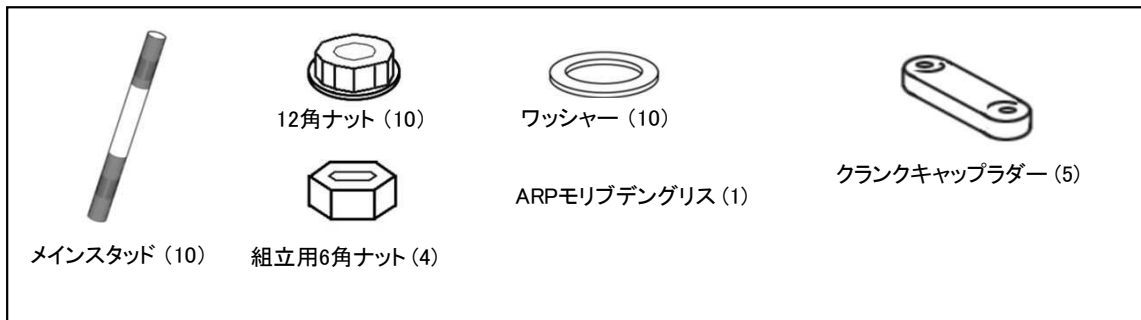 12角ナット（10）
ワッシャー（10）
クランクキャップラダー(5)
ARPモリブデングリス(1)
メインスタッド（10）
組立用6角ナット(4)